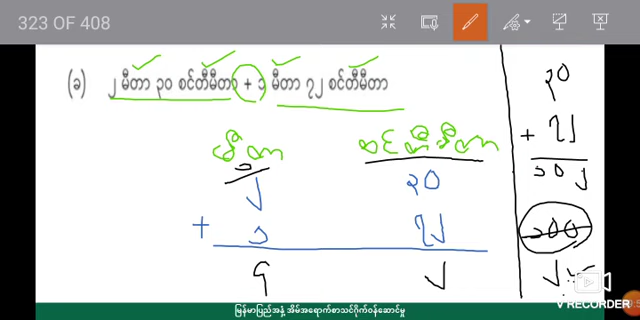 323 OF 408
(ခ) ၂ မီတာ ၃၀ စင်တီမီတာ + ၁ မီတာ ၇၂ စင်တီမီတာ
မီတာ စင်တီမီတာ
၁
၂ ၃၀
+ ၁ ၇၂
၄ ၂
၃၀
+ ၇၂
၁၀၂
၁၀၀
၂
V RECORDER
မြန်မာပြည်အနှံ့ အိမ်အရောက်စာသင်ဝိုက်ဝန်ဆောင်မှု